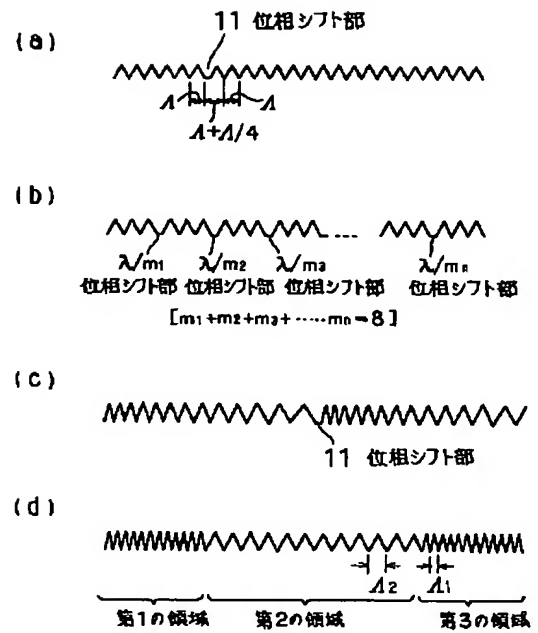 (a)
11 位相シフト部
Λ Λ
Λ+Λ/4
(b)
λ/m1 λ/m2 λ/m3 λ/mn
位相シフト部 位相シフト部 位相シフト部 位相シフト部
[m1+m2+m3+·····mn=8]
(c)
11 位相シフト部
(d)
Λ2 Λ1
第1の領域 第2の領域 第3の領域